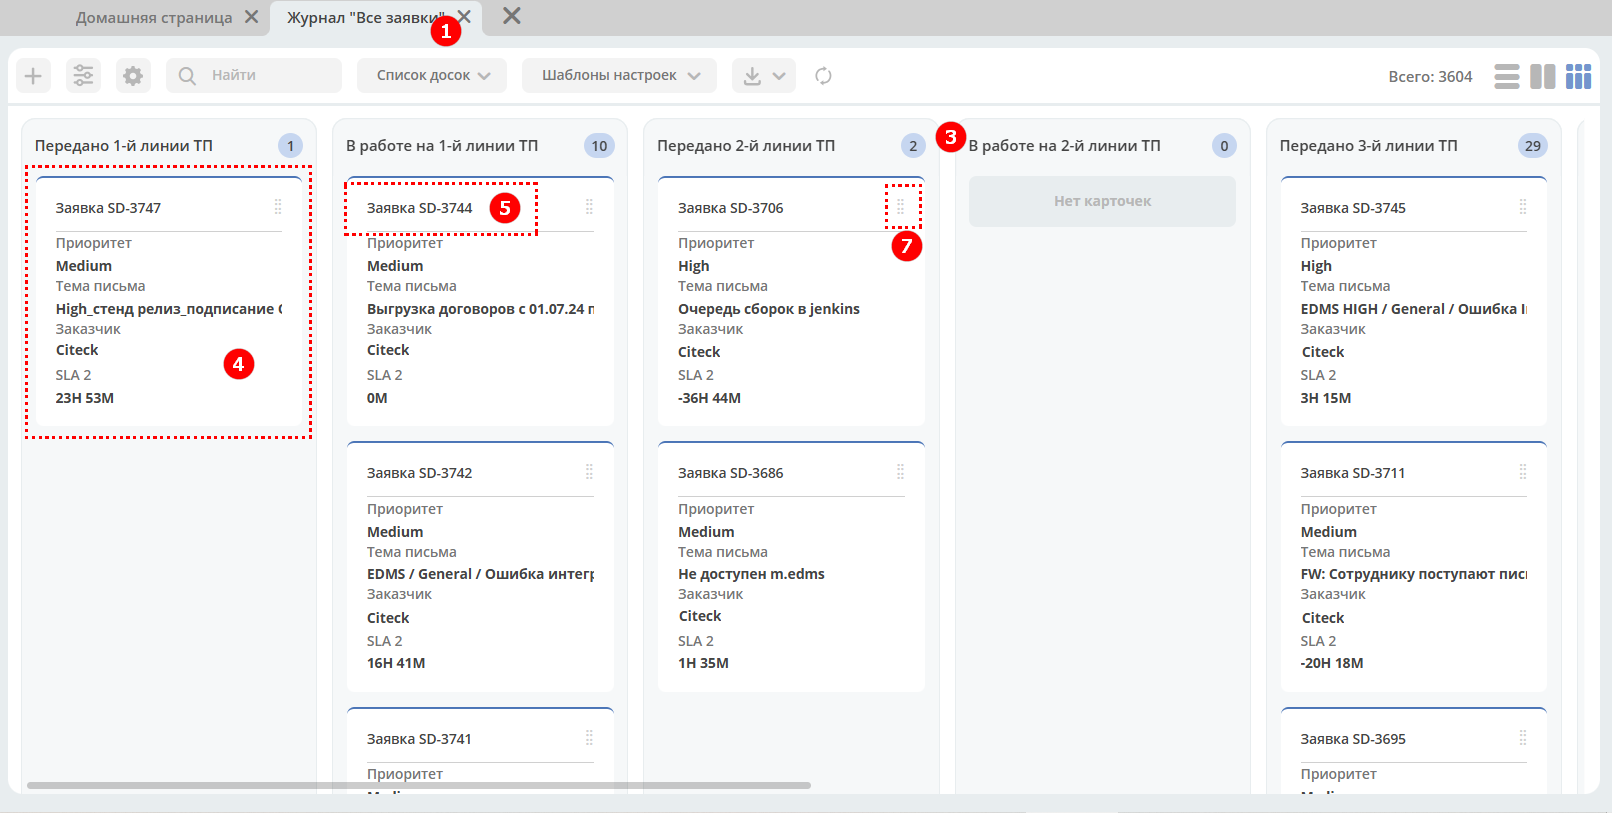 Домашняя страница
Журнал "Все заявки"
1
Найти
Список досок
Шаблоны настроек
Всего: 3604
Передано 1-й линии ТП
1
Заявка SD-3747
Приоритет
Medium
Тема письма
High_стенд релиз_подписание
Заказчик
Citeck
4
SLA 2
23H 53M
В работе на 1-й линии ТП
10
Заявка SD-3744
5
Приоритет
Medium
Тема письма
Выгрузка договоров с 01.07.24
Заказчик
Citeck
SLA 2
0M
Заявка SD-3742
Приоритет
Medium
Тема письма
EDMS / General / Ошибка интегр
Заказчик
Citeck
SLA 2
16H 41M
Заявка SD-3741
Приоритет
Передано 2-й линии ТП
2
Заявка SD-3706
7
Приоритет
High
Тема письма
Очередь сборок в jenkins
Заказчик
Citeck
SLA 2
-36H 44M
Заявка SD-3686
Приоритет
Medium
Тема письма
Не доступен m.edms
Заказчик
Citeck
SLA 2
1H 35M
3
В работе на 2-й линии ТП
0
Нет карточек
Передано 3-й линии ТП
29
Заявка SD-3745
Приоритет
High
Тема письма
EDMS HIGH / General / Ошибка
Заказчик
Citeck
SLA 2
3H 15M
Заявка SD-3711
Приоритет
Medium
Тема письма
FW: Сотруднику поступают
Заказчик
Citeck
SLA 2
-20H 18M
Заявка SD-3695
Приоритет